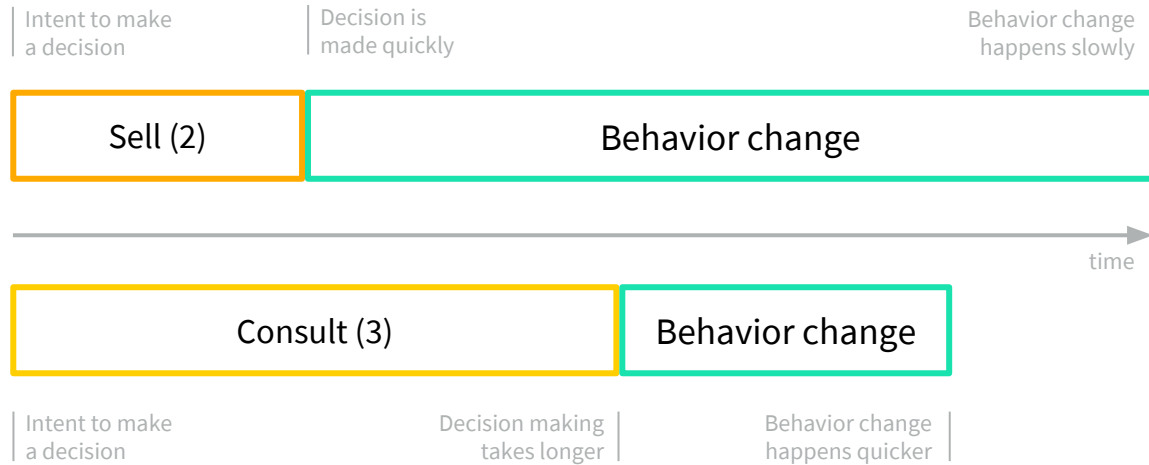 Intent to make
a decision
Decision is
made quickly
Behavior change
happens slowly
Sell (2)
Behavior change
time
Consult (3)
Behavior change
Intent to make
a decision
Decision making
takes longer
Behavior change
happens quicker